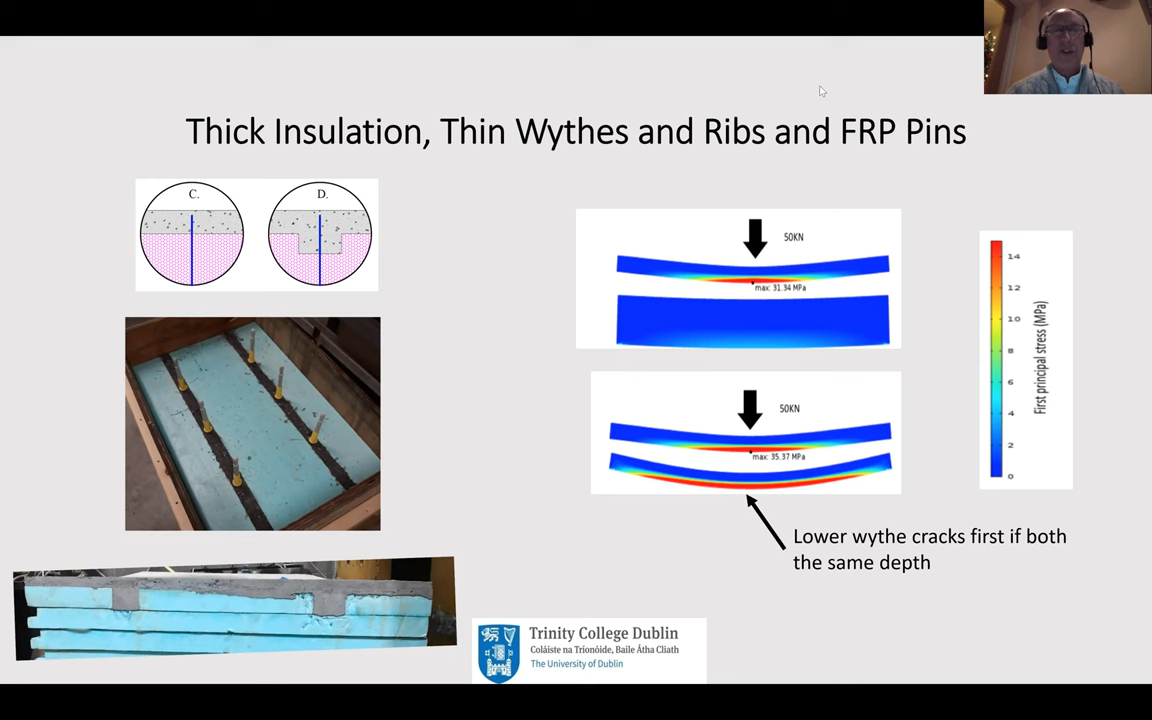 Thick Insulation, Thin Wythes and Ribs and FRP Pins
C.
D.
50KN
max: 31.34 MPa
50KN
max: 35.37 MPa
14
12
10
8
6
4
2
0
First principal stress (MPa)
Lower wythe cracks first if both
the same depth
Trinity College Dublin
Coláiste na Tríonóide, Baile Átha Cliath
The University of Dublin